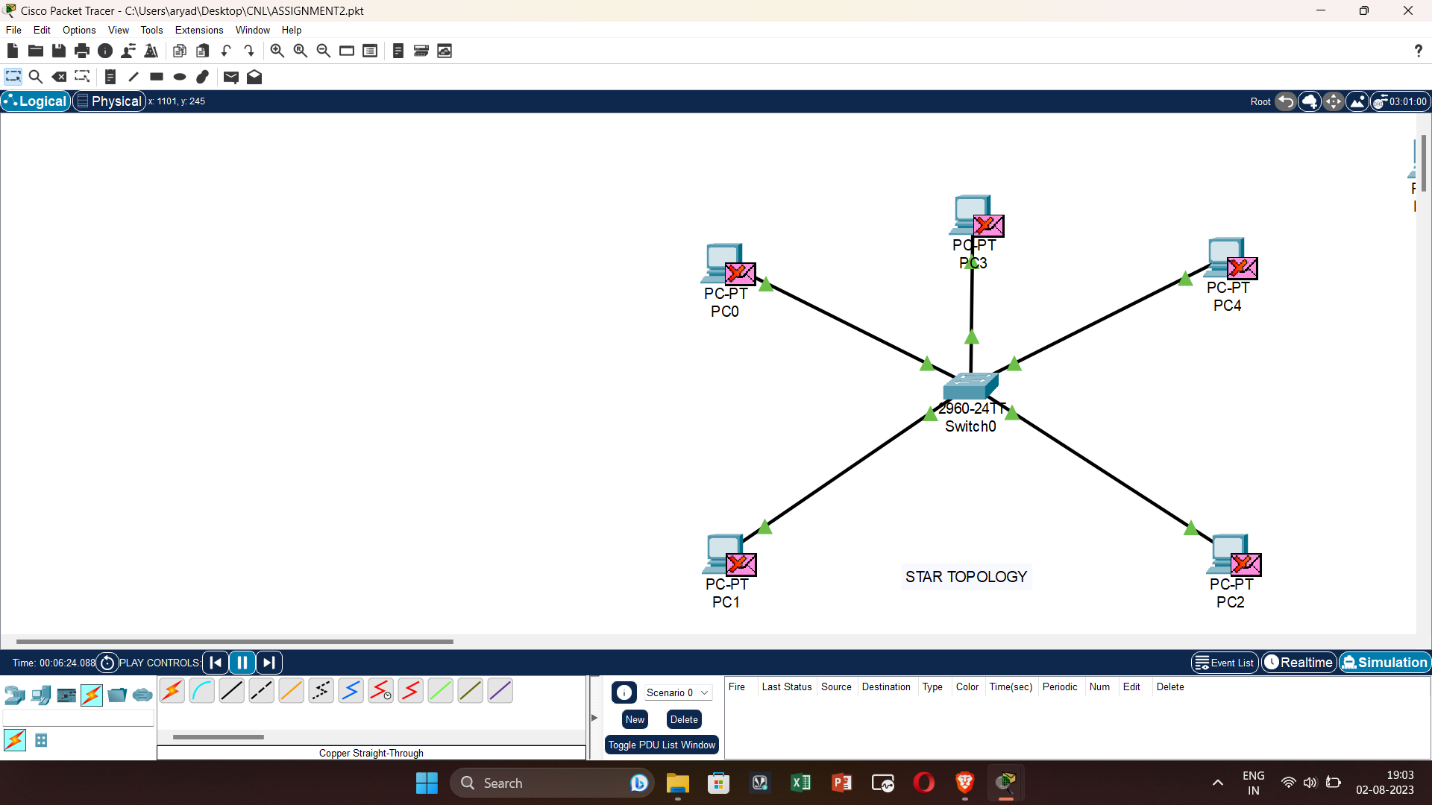 Cisco Packet Tracer - C:\Users\aryad\Desktop\CNL\ASSIGNMENT2.pkt
File Edit Options View Tools Extensions Window Help
?
Logical Physical x: 1101, y: 245
Root 03:01:00
PC-PT
PC3
PC-PT
PC0
PC-PT
PC4
2960-24TT
Switch0
PC-PT
PC1
STAR TOPOLOGY
PC-PT
PC2
Time: 00:06:24.088 PLAY CONTROLS:
Event List Realtime Simulation
Scenario 0
New Delete
Toggle PDU List Window
Fire Last Status Source Destination Type Color Time(sec) Periodic Num Edit Delete
Copper Straight-Through
Search
ENG
IN
19:03
02-08-2023